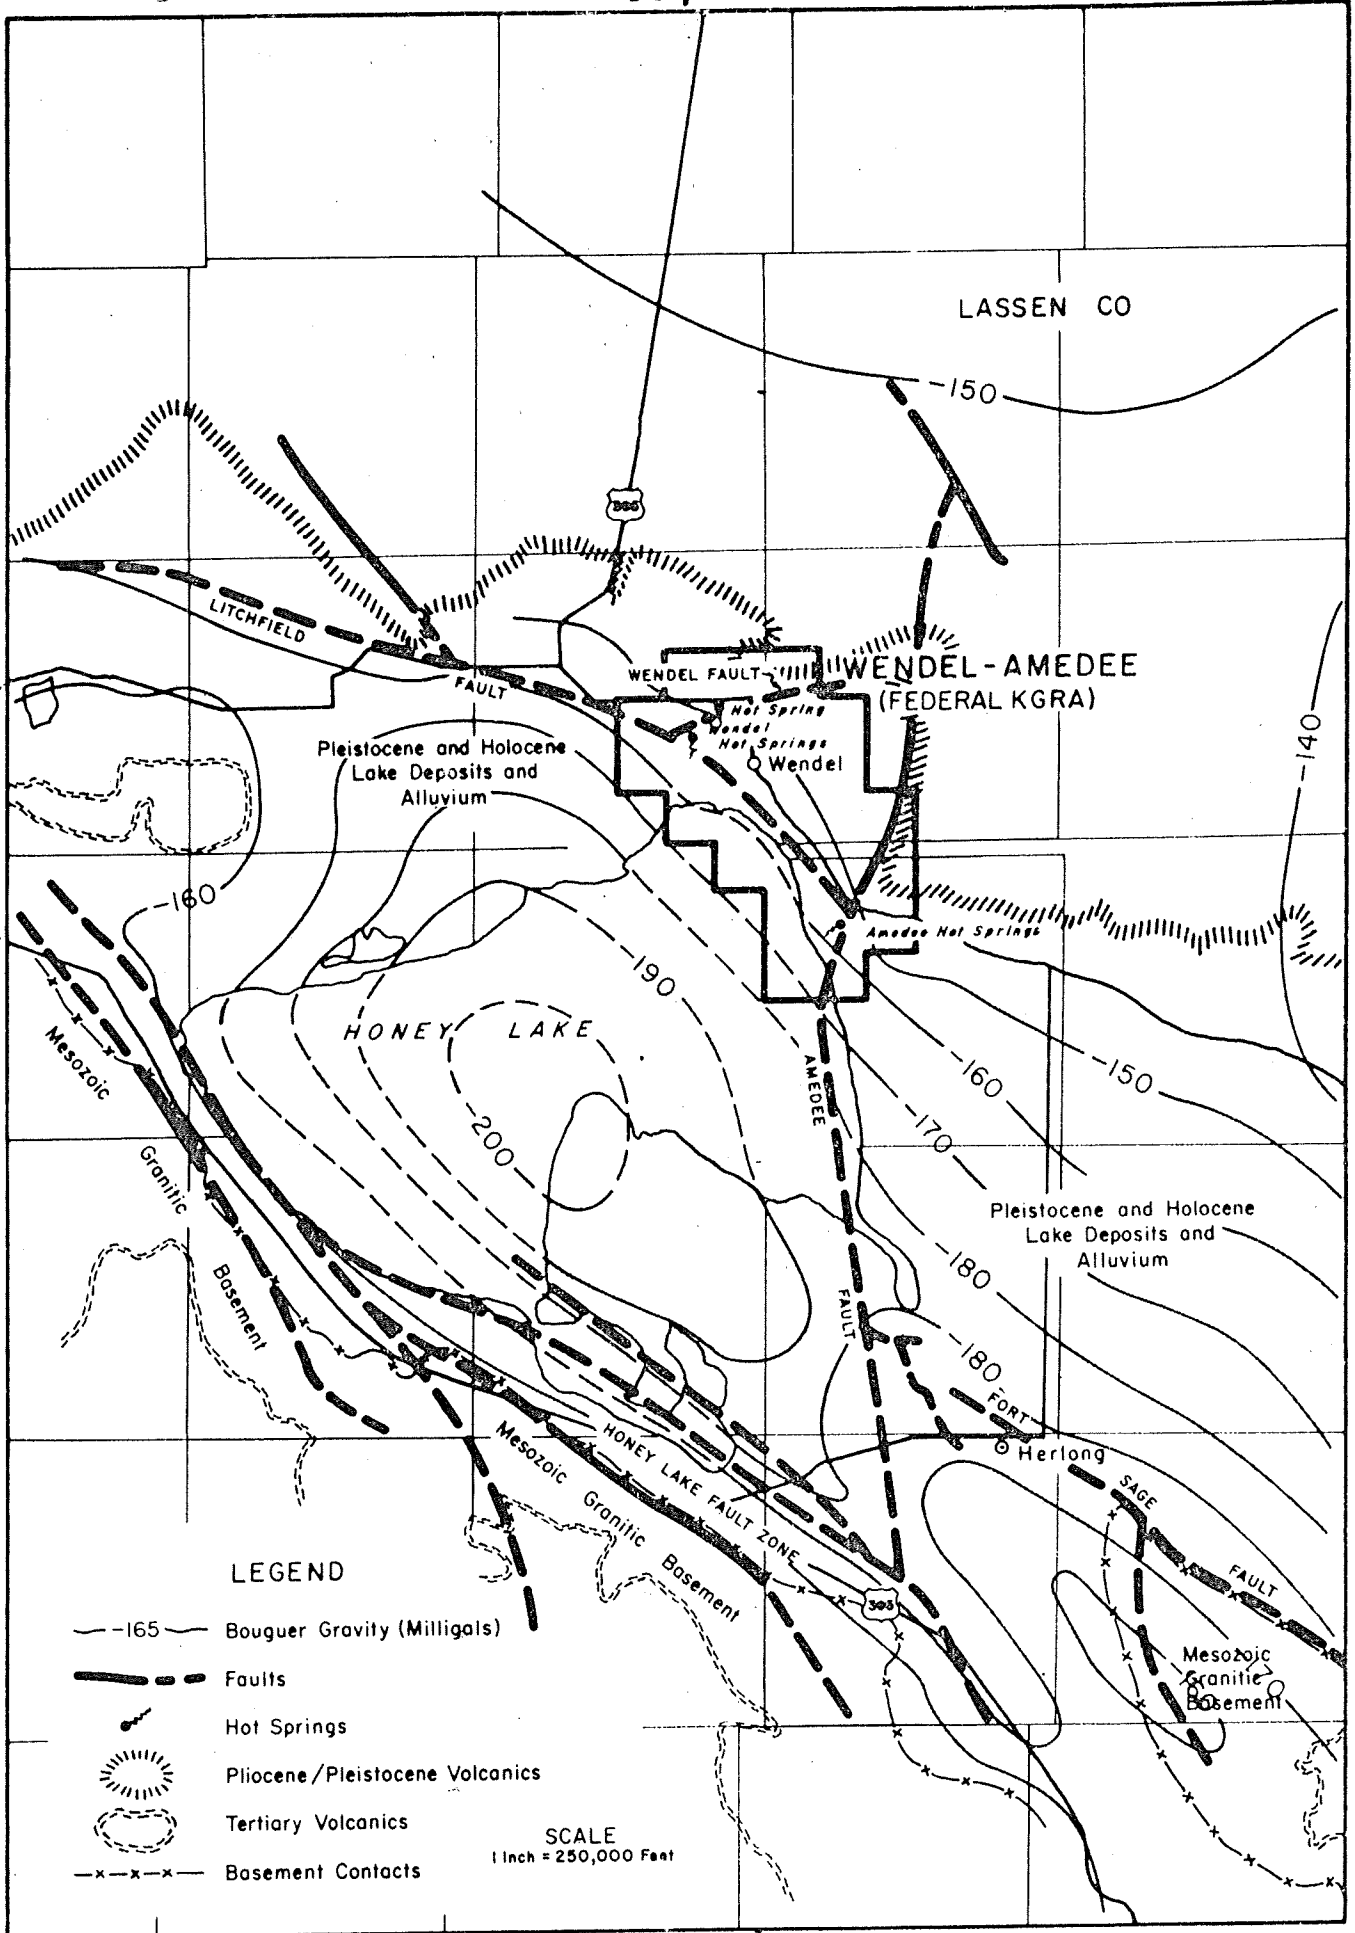 LASSEN CO
-150
LITCHFIELD
FAULT
WENDEL FAULT
WENDEL-AMEDEE
(FEDERAL KGRA)
Hot Spring
Wendel
Hot Springs
Wendel
Pleistocene and Holocene
Lake Deposits and
Alluvium
-140
-160
Amedee Hot Springs
-190
HONEY LAKE
Mesozoic
Granitic
Basement
-200
AMEDEE
FAULT
-160
-150
-170
Pleistocene and Holocene
Lake Deposits and
Alluvium
-180
-180
FORT
Herlong
SAGE
FAULT
HONEY LAKE FAULT ZONE
Mesozoic
Granitic
Basement
Mesozoic
Granitic
Basement
LEGEND
-165 Bouguer Gravity (Milligals)
Faults
Hot Springs
Pliocene/Pleistocene Volcanics
Tertiary Volcanics
Basement Contacts
SCALE
1 Inch = 250,000 Feet